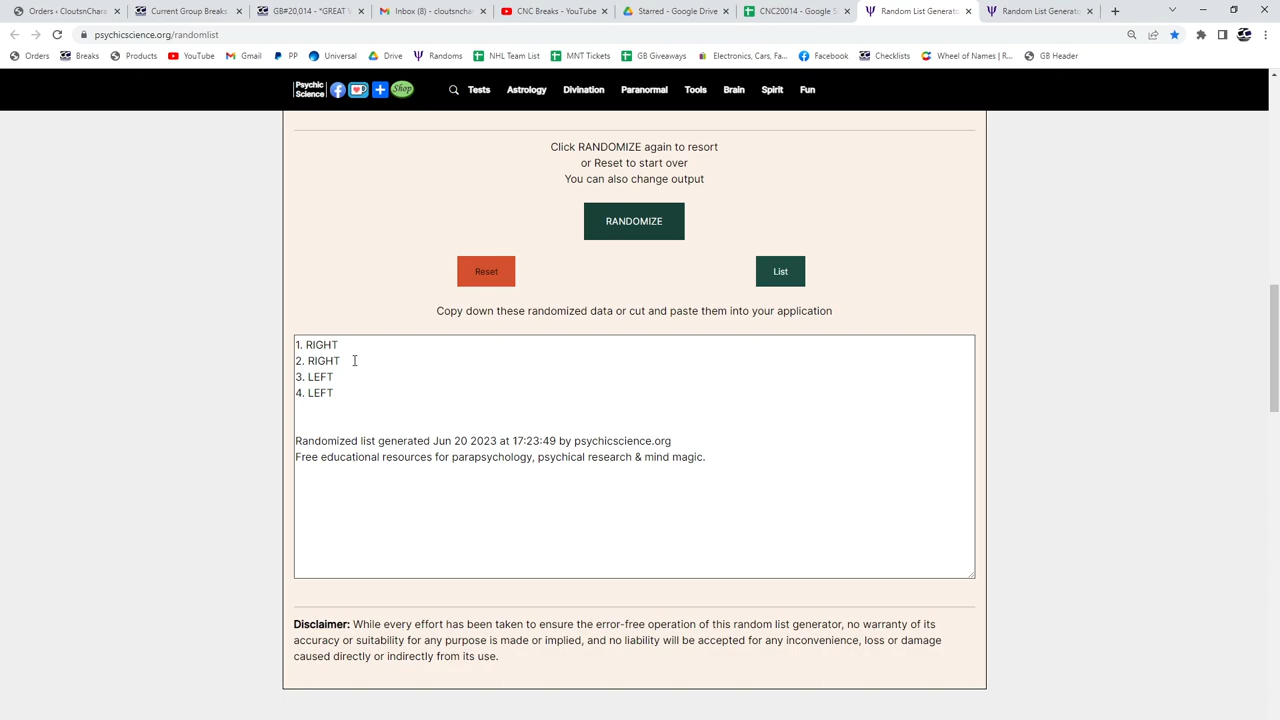 Orders ‹ CloutsnChara
Current Group Breaks
GB#20,014 - *GREAT V
Inbox (8) - cloutsnchar
CNC Breaks - YouTube
Starred - Google Drive
CNC20014 - Google S
Random List Generato
Random List Generato
psychicscience.org/randomlist
Orders
Breaks
Products
YouTube
Gmail
PP
Universal
Drive
Randoms
NHL Team List
MNT Tickets
GB Giveaways
Electronics, Cars, Fa...
Facebook
Checklists
Wheel of Names | R...
GB Header
Psychic
Science
Shop
Tests Astrology Divination Paranormal Tools Brain Spirit Fun
Click RANDOMIZE again to resort
or Reset to start over
You can also change output
RANDOMIZE
Reset
List
Copy down these randomized data or cut and paste them into your application
1. RIGHT
2. RIGHT
3. LEFT
4. LEFT
Randomized list generated Jun 20 2023 at 17:23:49 by psychicscience.org
Free educational resources for parapsychology, psychical research & mind magic.
Disclaimer: While every effort has been taken to ensure the error-free operation of this random list generator, no warranty of its
accuracy or suitability for any purpose is made or implied, and no liability will be accepted for any inconvenience, loss or damage
caused directly or indirectly from its use.